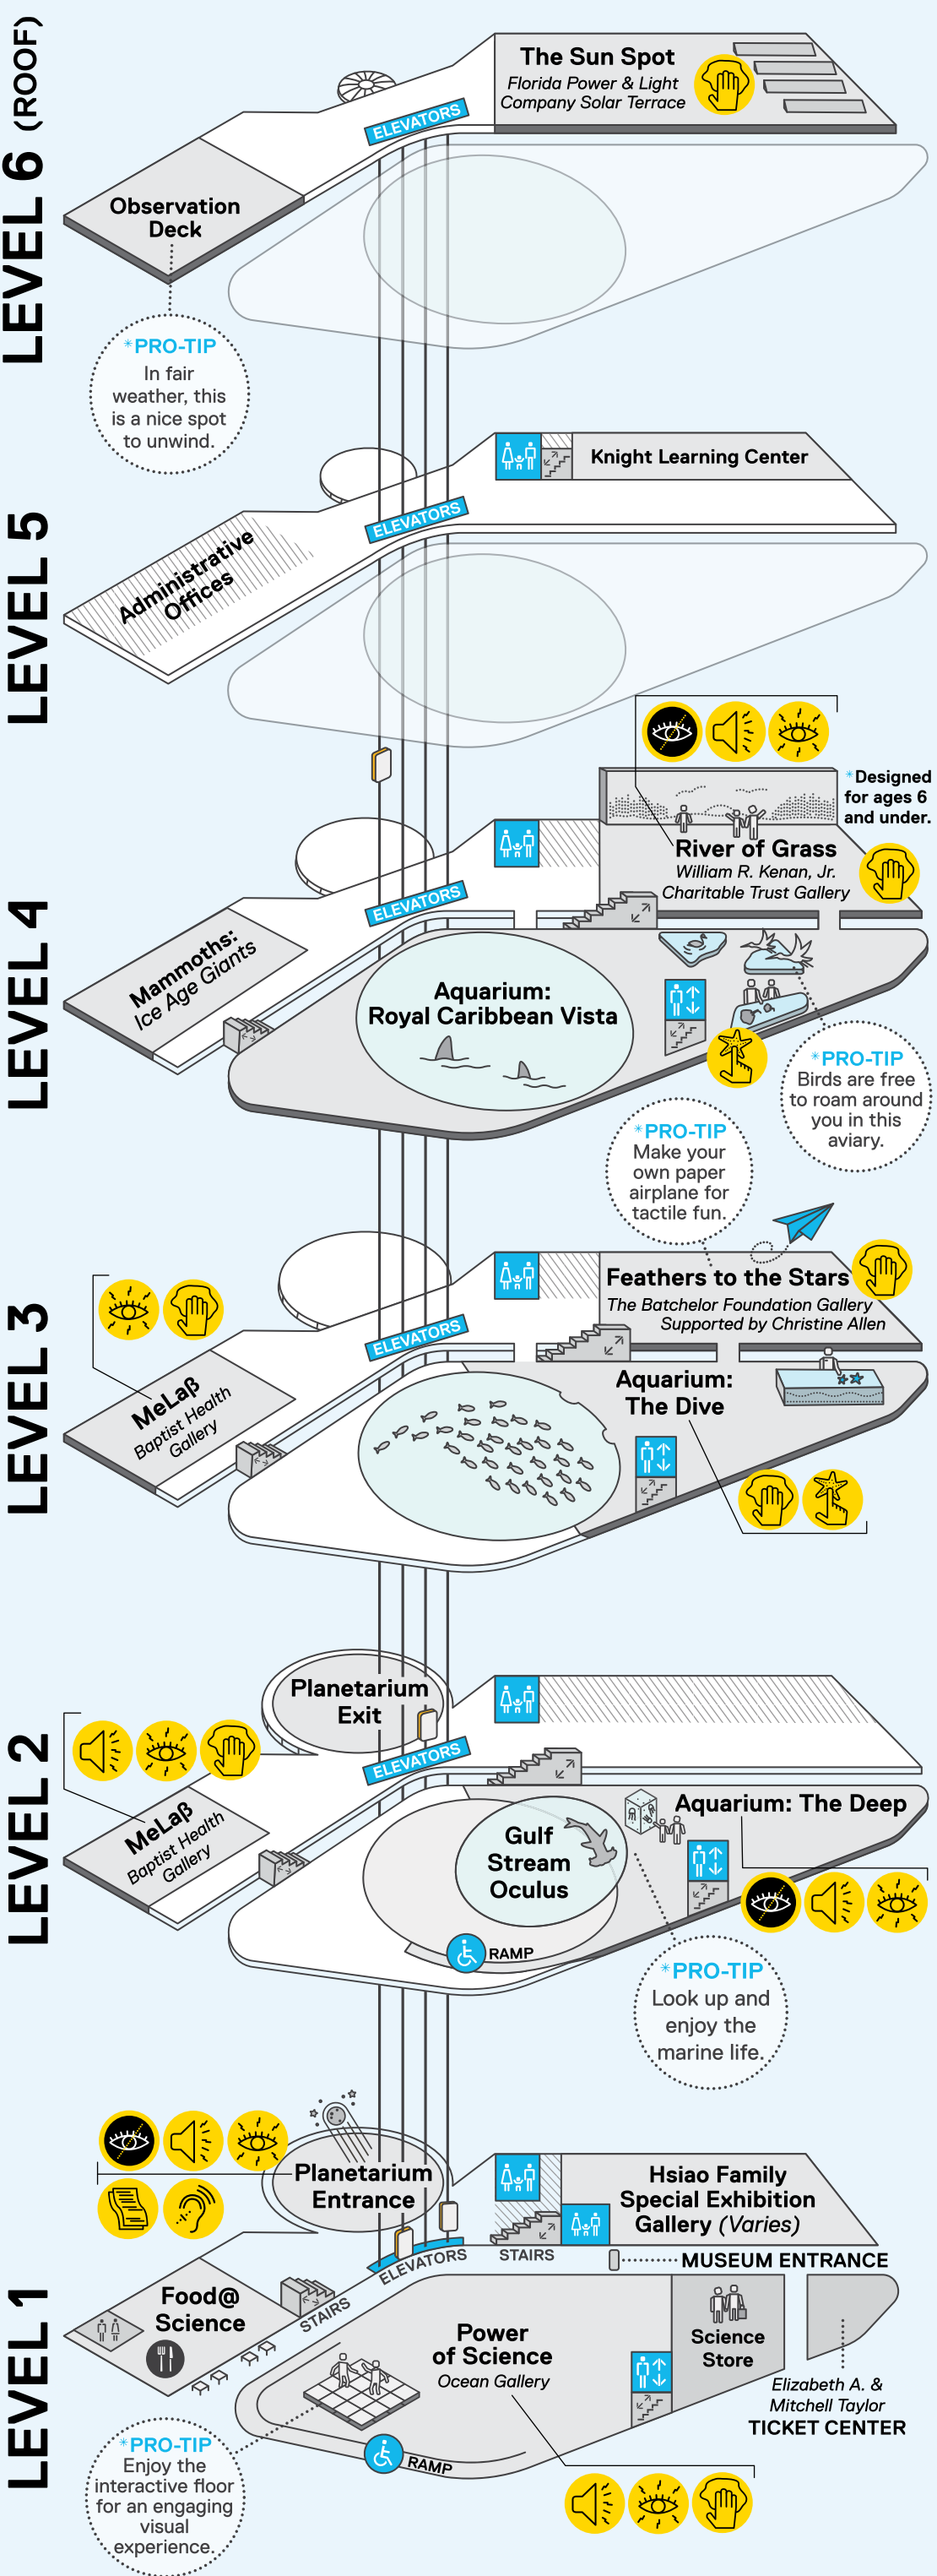 LEVEL 6 (ROOF)
The Sun Spot
Florida Power & Light
Company Solar Terrace
ELEVATORS
Observation
Deck
*PRO-TIP
In fair
weather, this
is a nice spot
to unwind.
LEVEL 5
Knight Learning Center
ELEVATORS
Administrative
Offices
LEVEL 4
*Designed
for ages 6
and under.
River of Grass
William R. Kenan, Jr.
Charitable Trust Gallery
ELEVATORS
Mammoths:
Ice Age Giants
Aquarium:
Royal Caribbean Vista
*PRO-TIP
Birds are free
to roam around
you in this
aviary.
*PRO-TIP
Make your
own paper
airplane for
tactile fun.
LEVEL 3
Feathers to the Stars
The Batchelor Foundation Gallery
Supported by Christine Allen
ELEVATORS
MeLaβ
Baptist Health
Gallery
Aquarium:
The Dive
LEVEL 2
Planetarium
Exit
ELEVATORS
MeLaβ
Baptist Health
Gallery
Aquarium: The Deep
Gulf
Stream
Oculus
RAMP
*PRO-TIP
Look up and
enjoy the
marine life.
LEVEL 1
Planetarium
Entrance
Hsiao Family
Special Exhibition
Gallery (Varies)
ELEVATORS
STAIRS
MUSEUM ENTRANCE
Food@
Science
STAIRS
Power
of Science
Ocean Gallery
Science
Store
Elizabeth A. &
Mitchell Taylor
TICKET CENTER
RAMP
*PRO-TIP
Enjoy the
interactive floor
for an engaging
visual
experience.